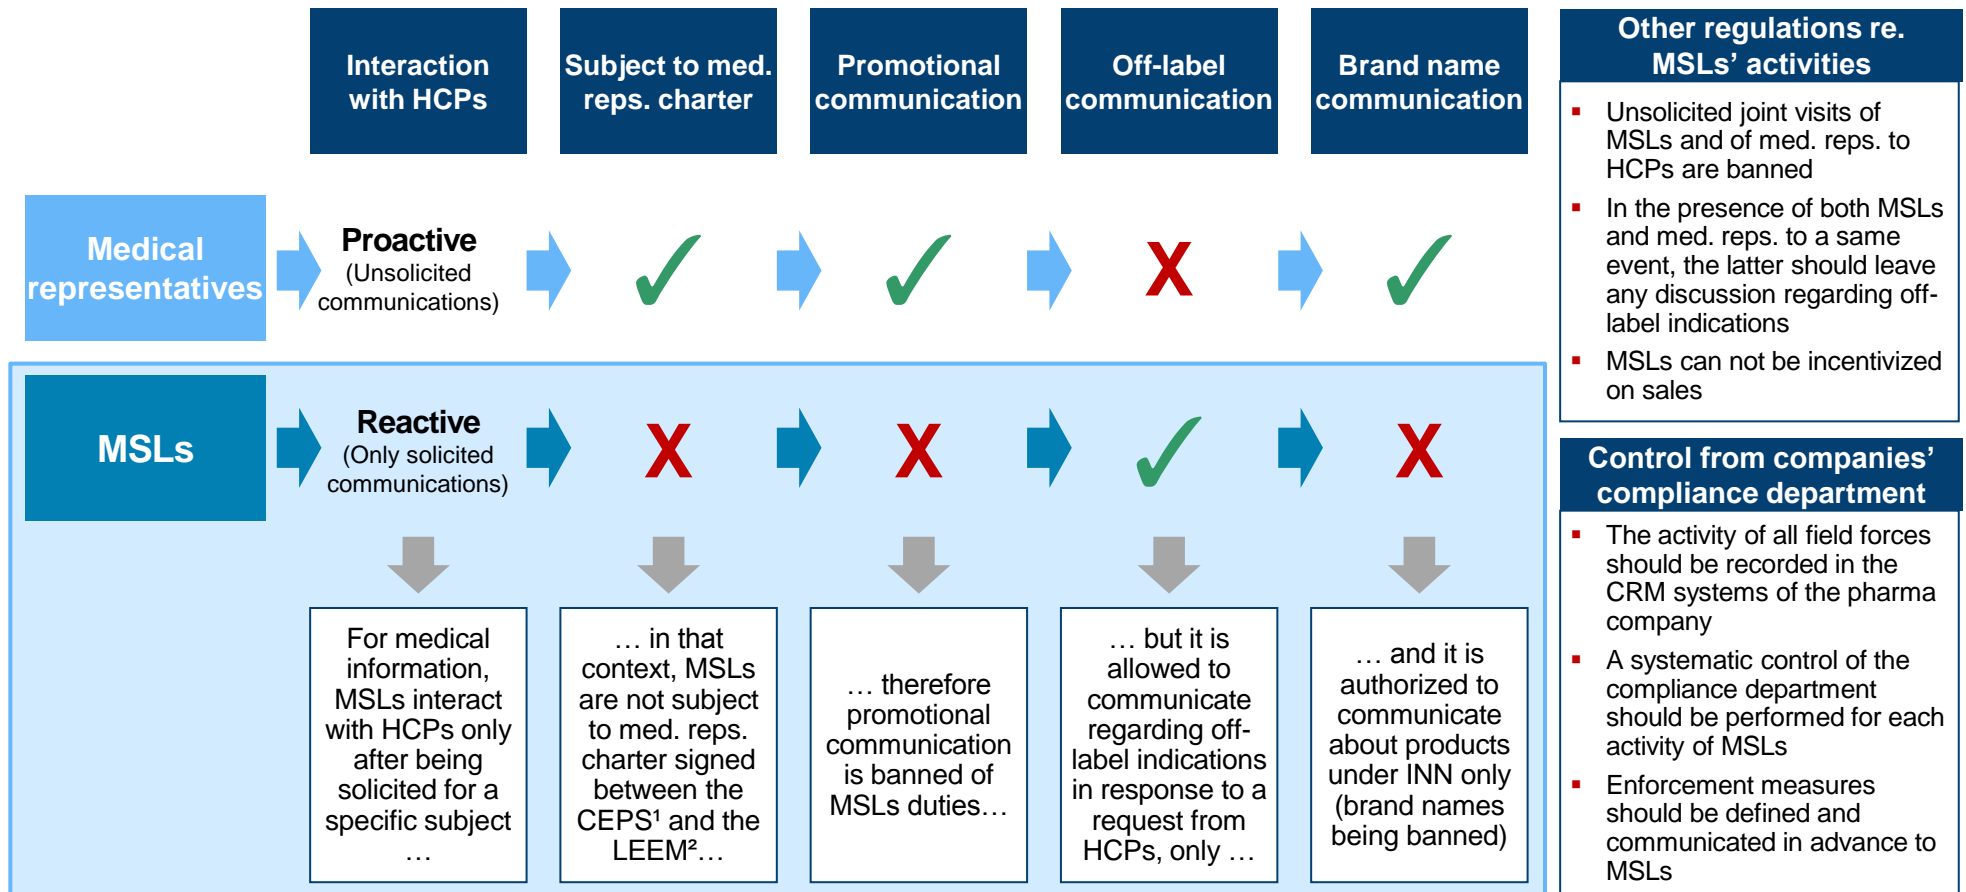 Interaction
with HCPs
Subject to med.
reps. charter
Promotional
communication
Off-label
communication
Brand name
communication
Medical
representatives
Proactive
(Unsolicited
communications)
X
MSLs
Reactive
(Only solicited
communications)
X
X
X
For medical
information,
MSLs interact
with HCPs only
after being
solicited for a
specific subject
…
… in that
context, MSLs
are not subject
to med. reps.
charter signed
between the
CEPS¹ and the
LEEM²…
… therefore
promotional
communication
is banned of
MSLs duties…
… but it is
allowed to
communicate
regarding off-
label indications
in response to a
request from
HCPs, only …
… and it is
authorized to
communicate
about products
under INN only
(brand names
being banned)
Other regulations re.
MSLs’ activities
▪ Unsolicited joint visits of
MSLs and of med. reps. to
HCPs are banned
▪ In the presence of both MSLs
and med. reps. to a same
event, the latter should leave
any discussion regarding off-
label indications
▪ MSLs can not be incentivized
on sales
Control from companies’
compliance department
▪ The activity of all field forces
should be recorded in the
CRM systems of the pharma
company
▪ A systematic control of the
compliance department
should be performed for each
activity of MSLs
▪ Enforcement measures
should be defined and
communicated in advance to
MSLs